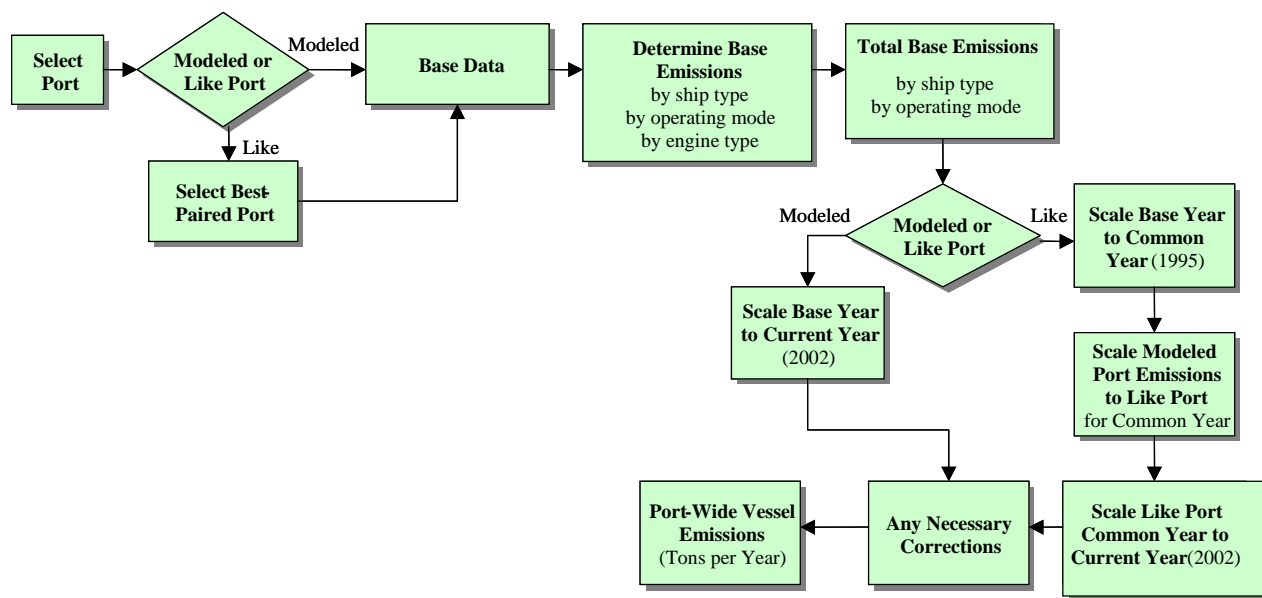 Select
Port
Modeled or
Like Port
Modeled
Like
Select Best-
Paired Port
Base Data
Determine Base
Emissions
by ship type
by operating mode
by engine type
Total Base Emissions
by ship type
by operating mode
Modeled or
Like Port
Modeled
Like
Scale Base Year
to Current Year
(2002)
Scale Base Year
to Common
Year (1995)
Scale Modeled
Port Emissions
to Like Port
for Common Year
Scale Like Port
Common Year to
Current Year(2002)
Any Necessary
Corrections
Port-Wide Vessel
Emissions
(Tons per Year)